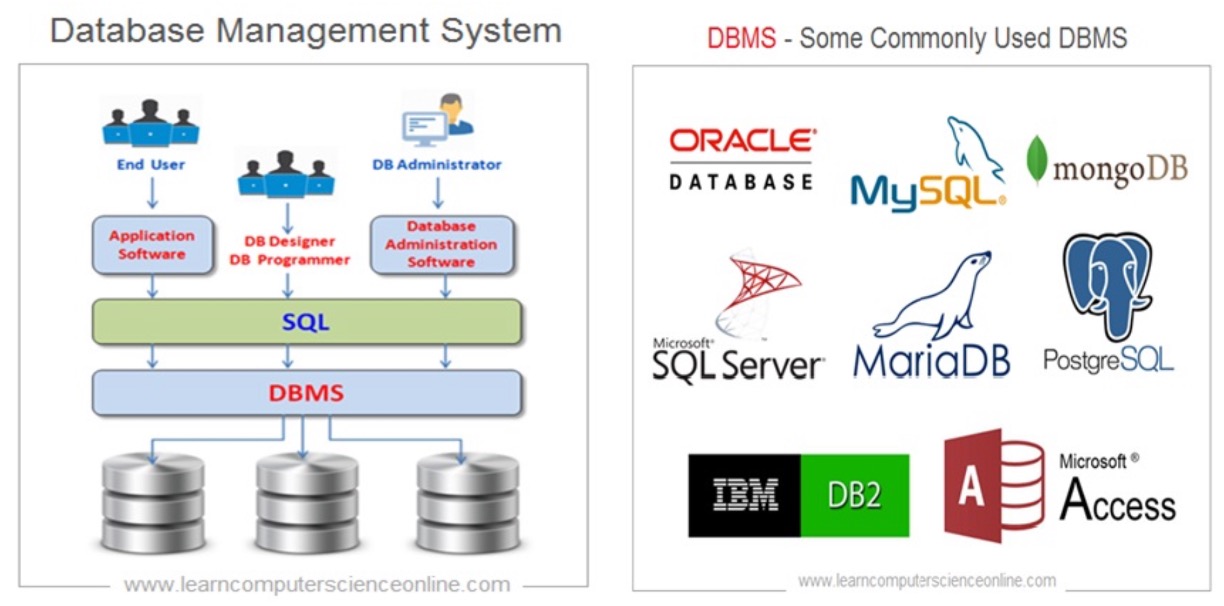 Database Management System
End User
DB Administrator
Application
Software
DB Designer
DB Programmer
Database
Administration
Software
SQL
DBMS
www.learncomputerscienceonline.com
DBMS - Some Commonly Used DBMS
ORACLE®
DATABASE
MySQL®
mongoDB
Microsoft®
SQL Server®
MariaDB
PostgreSQL
IBM
DB2
A
Microsoft ®
Access
www.learncomputerscienceonline.com